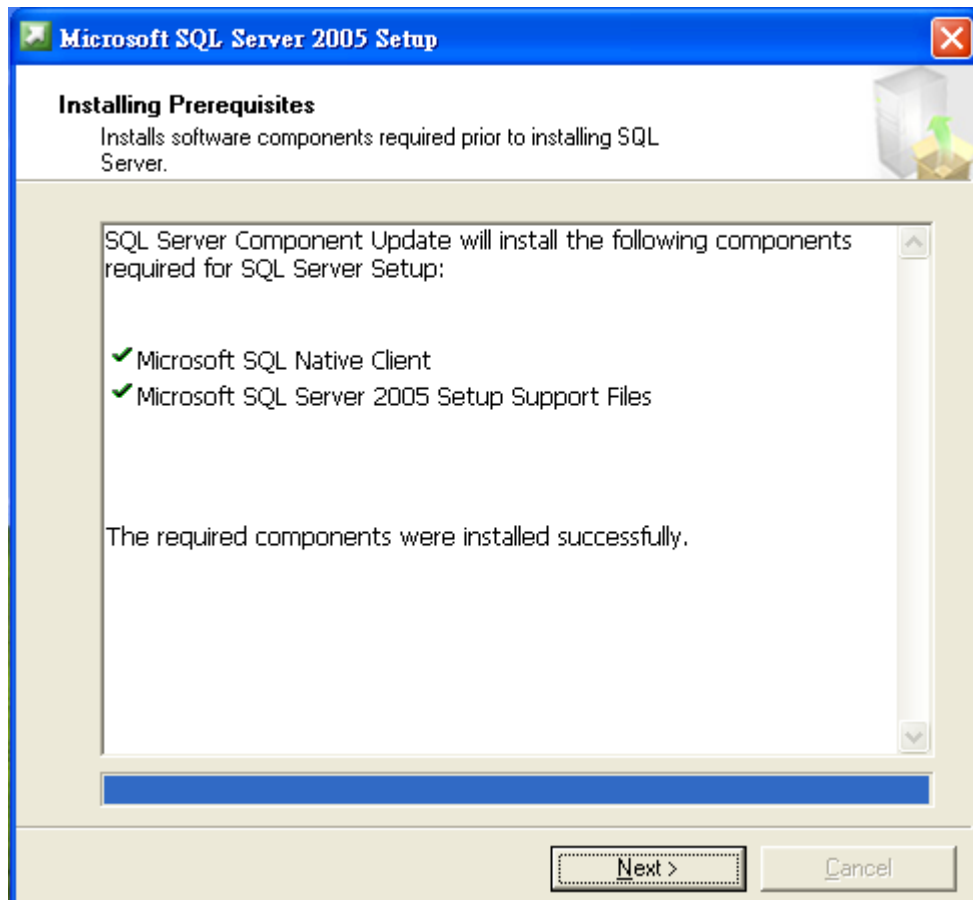 Microsoft SQL Server 2005 Setup
Installing Prerequisites
Installs software components required prior to installing SQL
Server.
SQL Server Component Update will install the following components
required for SQL Server Setup:
Microsoft SQL Native Client
Microsoft SQL Server 2005 Setup Support Files
The required components were installed successfully.
Next >
Cancel